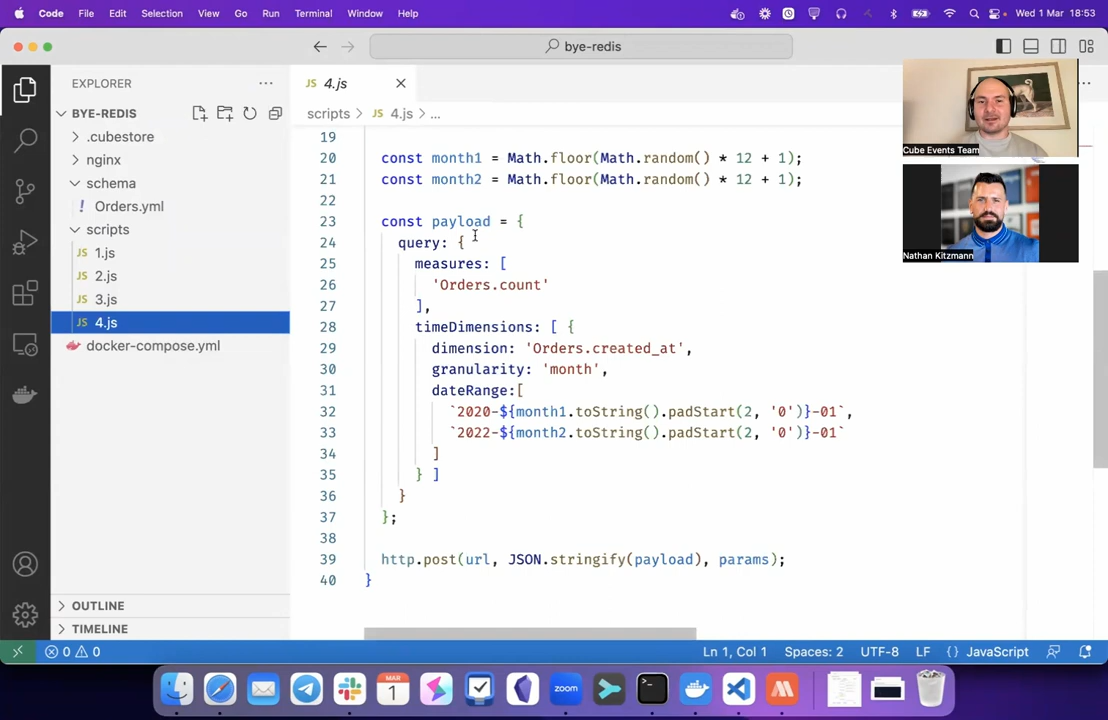 Code File Edit Selection View Go Run Terminal Window Help Wed 1 Mar 18:53
bye-redis
EXPLORER
BYE-REDIS
.cubestore
nginx
schema
! Orders.yml
scripts
JS 1.js
JS 2.js
JS 3.js
JS 4.js
docker-compose.yml
OUTLINE
TIMELINE
JS 4.js
scripts > JS 4.js > ...
19
20 const month1 = Math.floor(Math.random() * 12 + 1);
21 const month2 = Math.floor(Math.random() * 12 + 1);
22
23 const payload = {
24 query: {
25 measures: [
26 'Orders.count'
27 ],
28 timeDimensions: [ {
29 dimension: 'Orders.created_at',
30 granularity: 'month',
31 dateRange:[
32 `2020-${month1.toString().padStart(2, '0')}-01`,
33 `2022-${month2.toString().padStart(2, '0')}-01`
34 ]
35 } ]
36 }
37 };
38
39 http.post(url, JSON.stringify(payload), params);
40 }
Cube Events Team
Nathan Kitzmann
0 0 Ln 1, Col 1 Spaces: 2 UTF-8 LF {} JavaScript
MAR
1
zoom